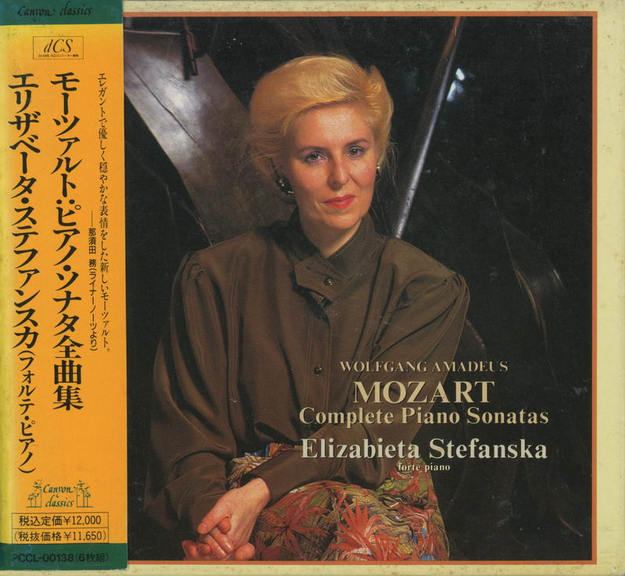 Canyon classics
dCS
モーツァルト:ピアノ・ソナタ全曲集
エリザベータ・ステファンスカ(フォルテ・ピアノ)
エレガントで優しく穏やかな表情をした新しいモーツァルト。
——那須田 務(ライナーノーツより)
Canyon
classics
税込定価¥12,000
(税抜価格¥11,650)
PCCL-00138(6枚組)
WOLFGANG AMADEUS
MOZART
Complete Piano Sonatas
Elizabieta Stefanska
forte piano